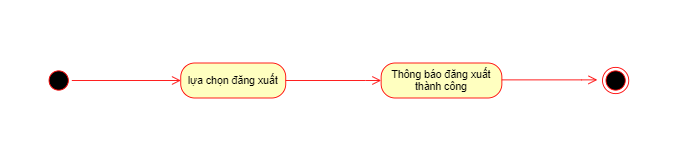 lựa chọn đăng xuất
Thông báo đăng xuất
thành công